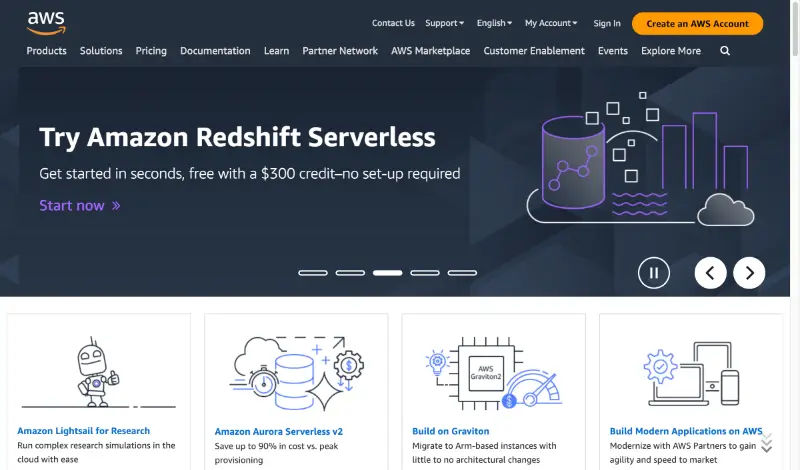 aws
Contact Us Support English My Account Sign In Create an AWS Account
Products Solutions Pricing Documentation Learn Partner Network AWS Marketplace Customer Enablement Events Explore More
Try Amazon Redshift Serverless
Get started in seconds, free with a $300 credit–no set-up required
Start now »
AWS
Graviton2
Amazon Lightsail for Research
Run complex research simulations in the
cloud with ease
Amazon Aurora Serverless v2
Save up to 90% in cost vs. peak
provisioning
Build on Graviton
Migrate to Arm-based instances with
little to no architectural changes
Build Modern Applications on AWS
Modernize with AWS Partners to gain
agility and speed to market